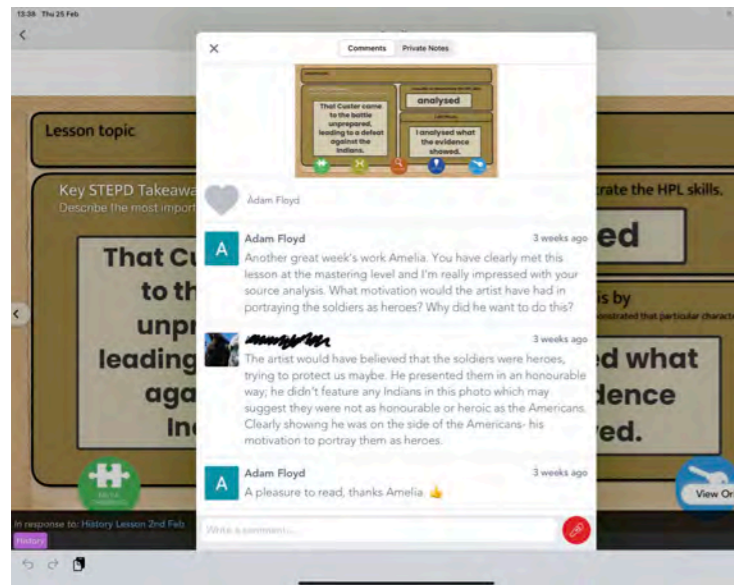 13:36 Thu 25 Feb
Comments Private Notes
That Custer came
to the battle
unprepared,
leading to a defeat
against the
Indians.
analysed
I analysed what
the evidence
showed.
Adam Floyd
Adam Floyd 3 weeks ago
Another great week's work Amelia. You have clearly met this
lesson at the mastering level and I'm really impressed with your
source analysis. What motivation would the artist have had in
portraying the soldiers as heroes? Why did he want to do this?
3 weeks ago
The artist would have believed that the soldiers were heroes,
trying to protect us maybe. He presented them in an honourable
way; he didn't feature any Indians in this photo which may
suggest they were not as honourable or heroic as the Americans.
Clearly showing he was on the side of the Americans- his
motivation to portray them as heroes.
Adam Floyd 3 weeks ago
A pleasure to read, thanks Amelia. 👍
Write a comment...
Lesson topic
Key STEPD Takeawa
Describe the most import
That Cu
to th
unpr
leading
aga
In
rate the HPL skills.
ed
is by
onstrated that particular charact
d what
dence
ed.
View Or
In response to: History Lesson 2nd Feb
History
A
A